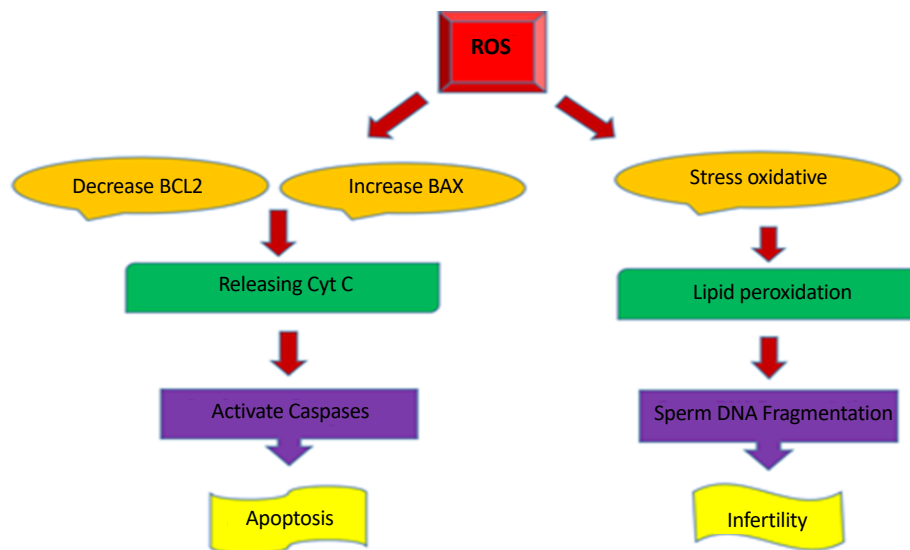 ROS
Decrease BCL2
Increase BAX
Stress oxidative
Releasing Cyt C
Lipid peroxidation
Activate Caspases
Sperm DNA Fragmentation
Apoptosis
Infertility